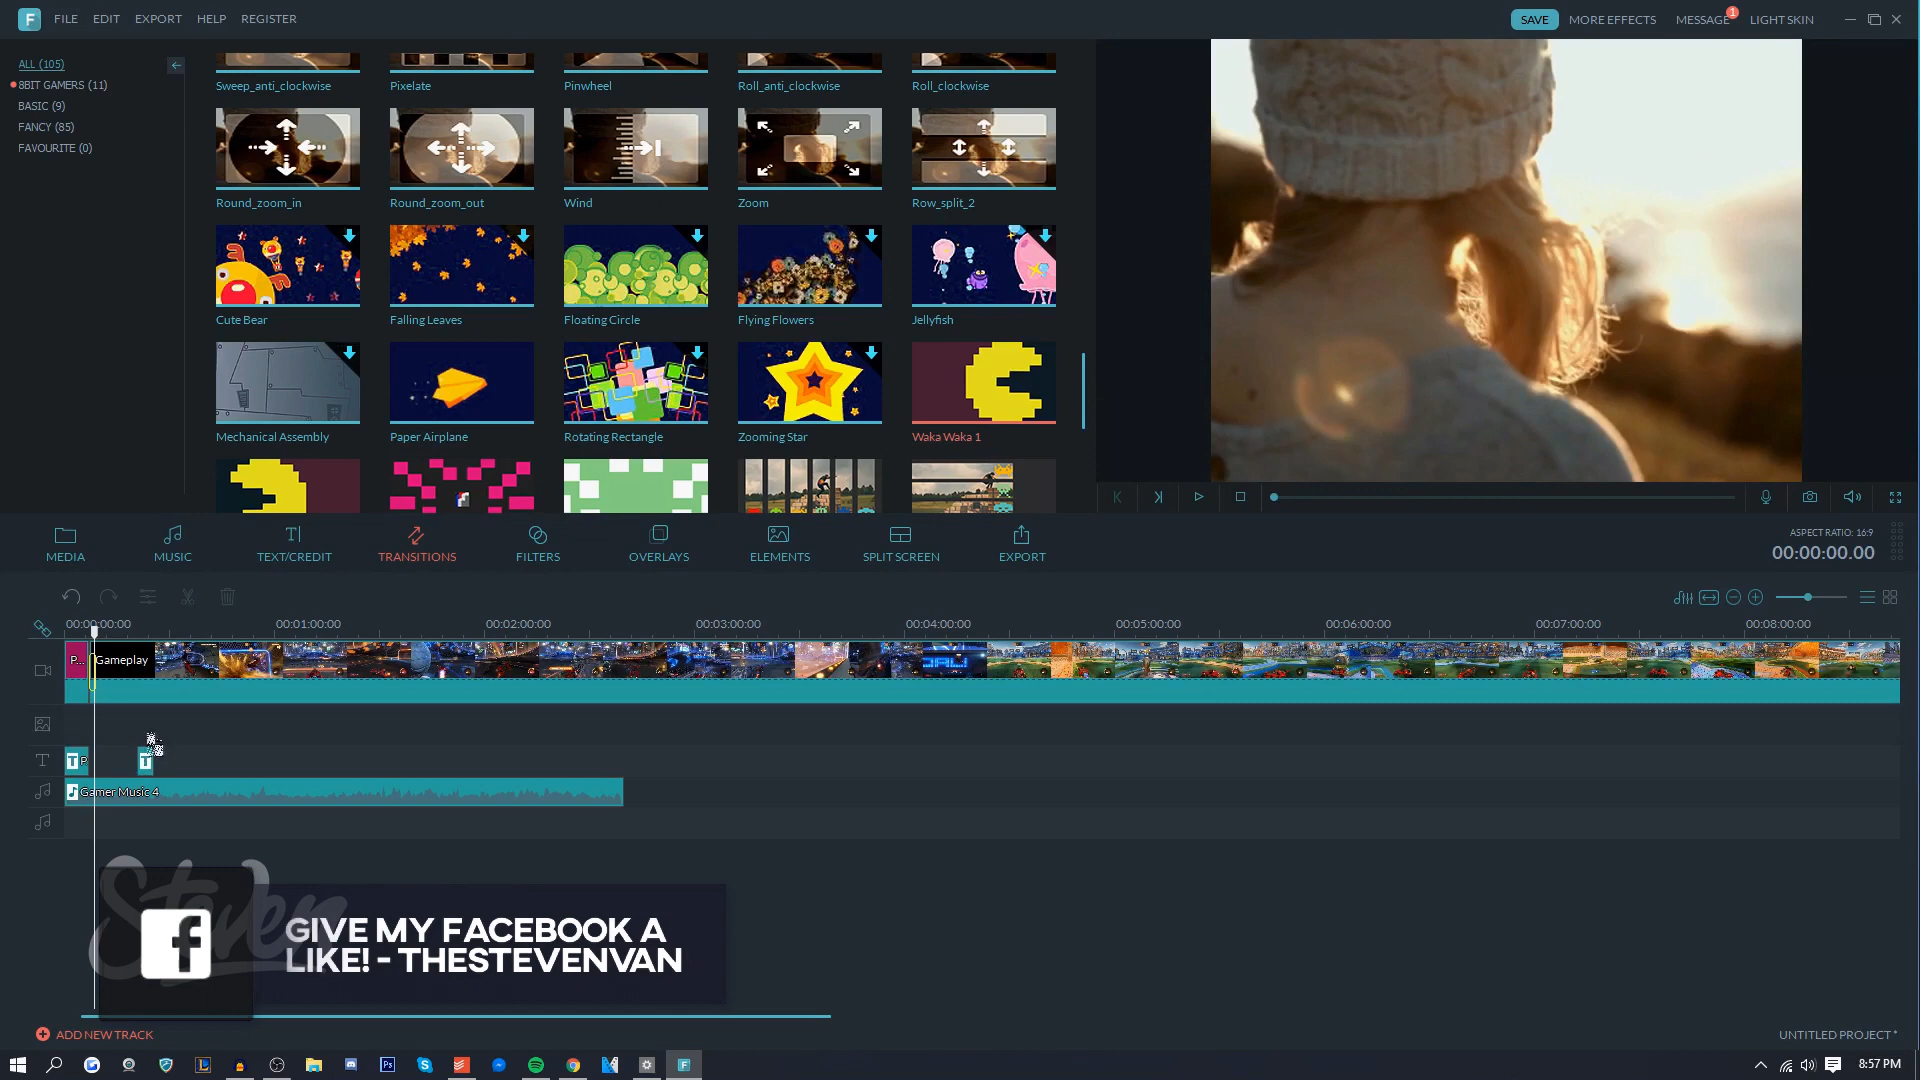 F FILE EDIT EXPORT HELP REGISTER SAVE MORE EFFECTS MESSAGE 1 LIGHT SKIN
ALL (105)
8BIT GAMERS (11)
BASIC (9)
FANCY (85)
FAVOURITE (0)
Sweep_anti_clockwise Pixelate Pinwheel Roll_anti_clockwise Roll_clockwise
Round_zoom_in Round_zoom_out Wind Zoom Row_split_2
Cute Bear Falling Leaves Floating Circle Flying Flowers Jellyfish
Mechanical Assembly Paper Airplane Rotating Rectangle Zooming Star Waka Waka 1
MEDIA MUSIC TEXT/CREDIT TRANSITIONS FILTERS OVERLAYS ELEMENTS SPLIT SCREEN EXPORT
ASPECT RATIO: 16:9
00:00:00.00
00:00:00:00 00:01:00:00 00:02:00:00 00:03:00:00 00:04:00:00 00:05:00:00 00:06:00:00 00:07:00:00 00:08:00:00
P... Gameplay
T P T
Gamer Music 4
Steven
GIVE MY FACEBOOK A
LIKE! - THESTEVENVAN
ADD NEW TRACK
UNTITLED PROJECT *
8:57 PM